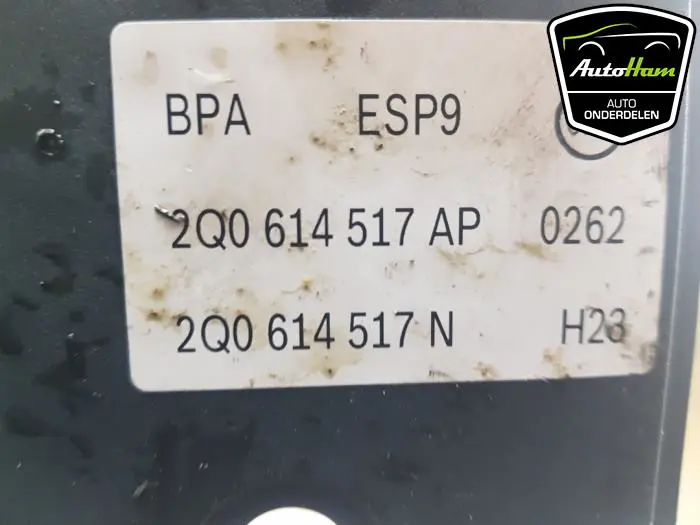 BPA ESP9
AutoHam
AUTO
ONDERDELEN
2Q0 614 517 AP 0262
2Q0 614 517 N H23